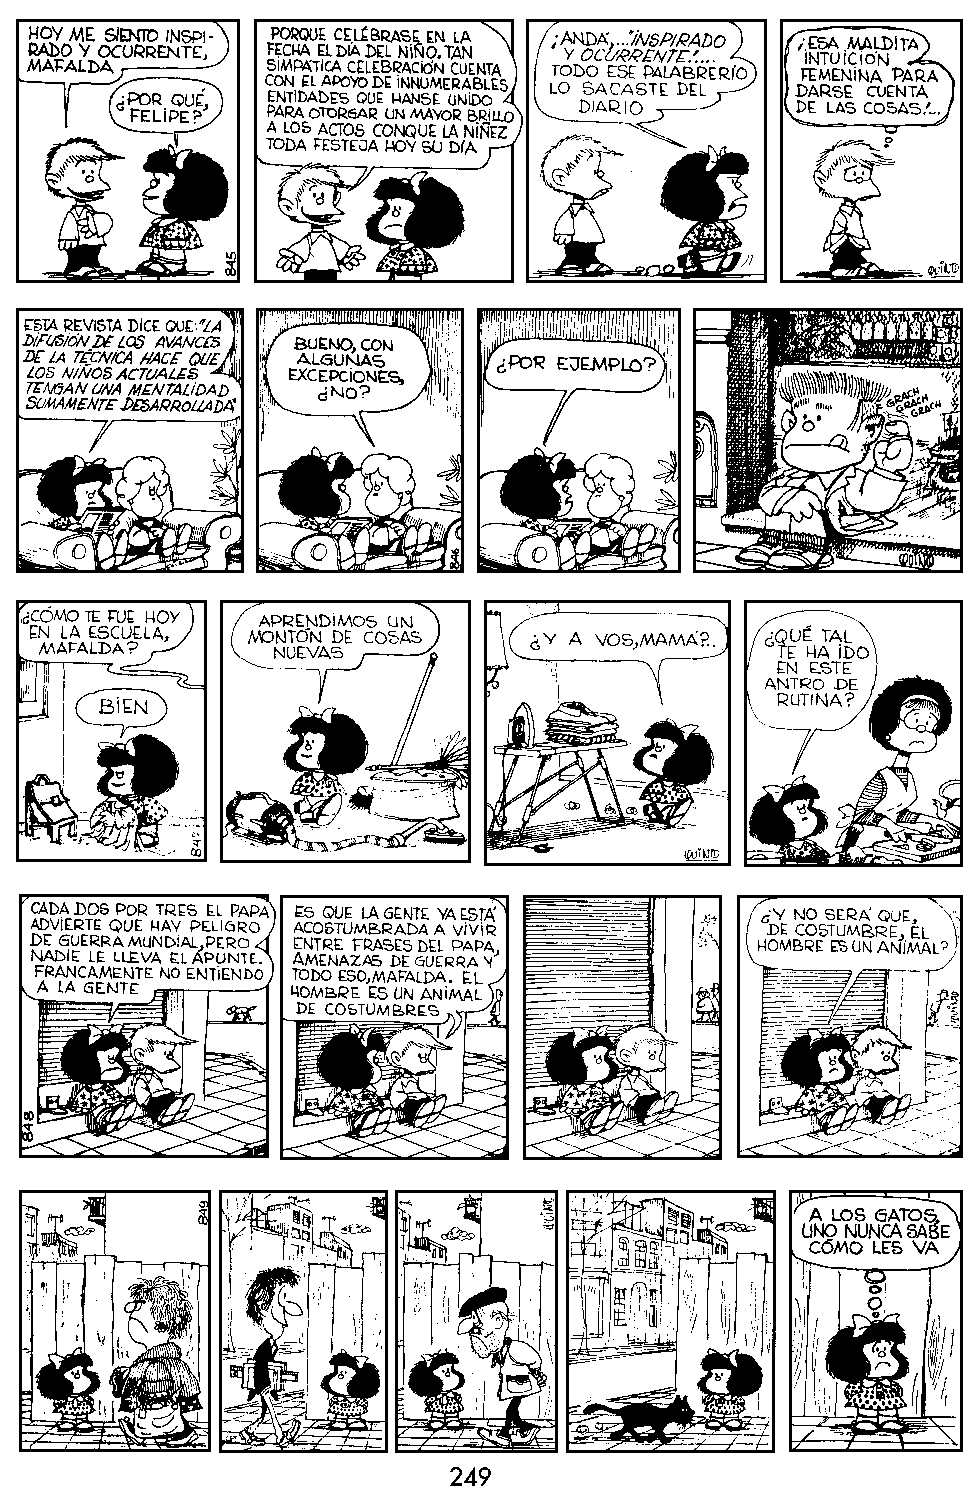 HOY ME SIENTO INSPI-
RADO Y OCURRENTE,
MAFALDA
¿POR QUÉ,
FELIPE?
845
PORQUE CELÉBRASE EN LA
FECHA EL DÍA DEL NIÑO. TAN
SIMPÁTICA CELEBRACIÓN CUENTA
CON EL APOYO DE INNUMERABLES
ENTIDADES QUE HANSE UNIDO
PARA OTORGAR UN MAYOR BRILLO
A LOS ACTOS CONQUE LA NIÑEZ
TODA FESTEJA HOY SU DÍA
¡ANDÁ,..."INSPIRADO
Y OCURRENTE"!....
TODO ESE PALABRERÍO
LO SACASTE DEL
DIARIO
¡ESA MALDITA
INTUICIÓN
FEMENINA PARA
DARSE CUENTA
DE LAS COSAS!..
QUINO
ESTA REVISTA DICE QUE: "LA
DIFUSIÓN DE LOS AVANCES
DE LA TÉCNICA HACE QUE
LOS NIÑOS ACTUALES
TENGAN UNA MENTALIDAD
SUMAMENTE DESARROLLADA"
BUENO, CON
ALGUNAS
EXCEPCIONES,
¿NO?
846
¿POR EJEMPLO?
GRACH
GRACH
GRACH
QUINO
¿CÓMO TE FUE HOY
EN LA ESCUELA,
MAFALDA?
BIEN
847
APRENDIMOS UN
MONTÓN DE COSAS
NUEVAS
¿Y A VOS, MAMÁ?..
QUINO
¿QUÉ TAL
TE HA IDO
EN ESTE
ANTRO DE
RUTINA?
CADA DOS POR TRES EL PAPA
ADVIERTE QUE HAY PELIGRO
DE GUERRA MUNDIAL, PERO
NADIE LE LLEVA EL APUNTE.
FRANCAMENTE NO ENTIENDO
A LA GENTE
848
ES QUE LA GENTE YA ESTÁ
ACOSTUMBRADA A VIVIR
ENTRE FRASES DEL PAPA,
AMENAZAS DE GUERRA Y
TODO ESO, MAFALDA. EL
HOMBRE ES UN ANIMAL
DE COSTUMBRES
¿Y NO SERÁ QUE,
DE COSTUMBRE, EL
HOMBRE ES UN ANIMAL?
QUINO
849
QUINO
A LOS GATOS,
UNO NUNCA SABE
CÓMO LES VA
249